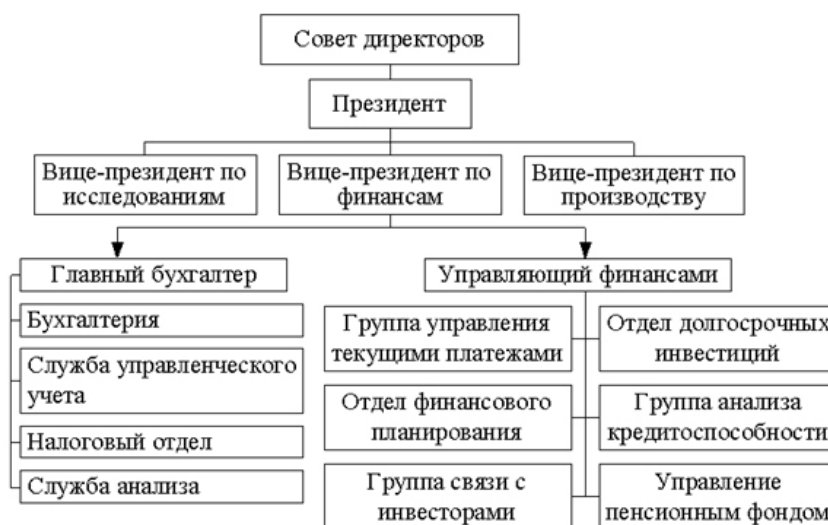 Совет директоров
Президент
Вице-президент по
исследованиям
Вице-президент по
финансам
Вице-президент по
производству
Главный бухгалтер
Бухгалтерия
Служба управленческого
учета
Налоговый отдел
Служба анализа
Управляющий финансами
Группа управления
текущими платежами
Отдел долгосрочных
инвестиций
Отдел финансового
планирования
Группа анализа
кредитоспособности
Группа связи с
инвесторами
Управление
пенсионным фондом